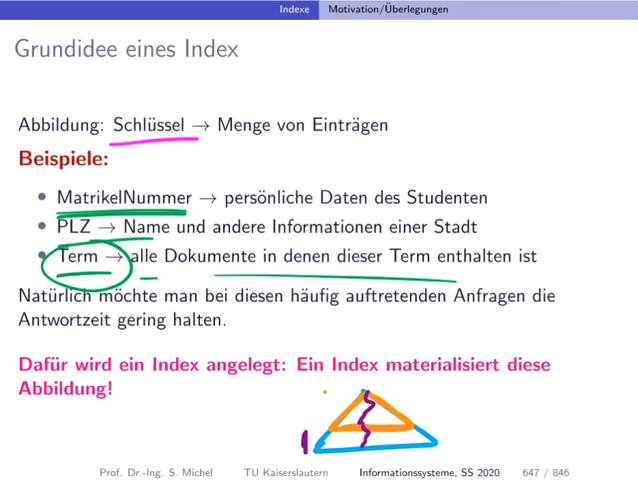 Indexe Motivation/Überlegungen
Grundidee eines Index
Abbildung: Schlüssel → Menge von Einträgen
Beispiele:
• MatrikelNummer → persönliche Daten des Studenten
• PLZ → Name und andere Informationen einer Stadt
• Term → alle Dokumente in denen dieser Term enthalten ist
Natürlich möchte man bei diesen häufig auftretenden Anfragen die
Antwortzeit gering halten.
Dafür wird ein Index angelegt: Ein Index materialisiert diese
Abbildung!
Prof. Dr.-Ing. S. Michel TU Kaiserslautern Informationssysteme, SS 2020 647 / 846